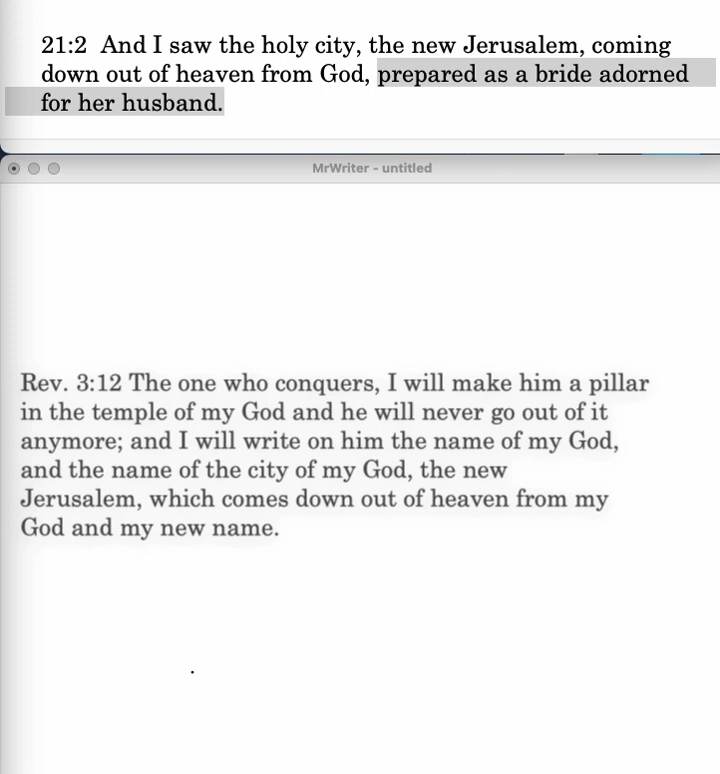 21:2 And I saw the holy city, the new Jerusalem, coming
down out of heaven from God, prepared as a bride adorned
for her husband.
MrWriter - untitled
Rev. 3:12 The one who conquers, I will make him a pillar
in the temple of my God and he will never go out of it
anymore; and I will write on him the name of my God,
and the name of the city of my God, the new
Jerusalem, which comes down out of heaven from my
God and my new name.
.